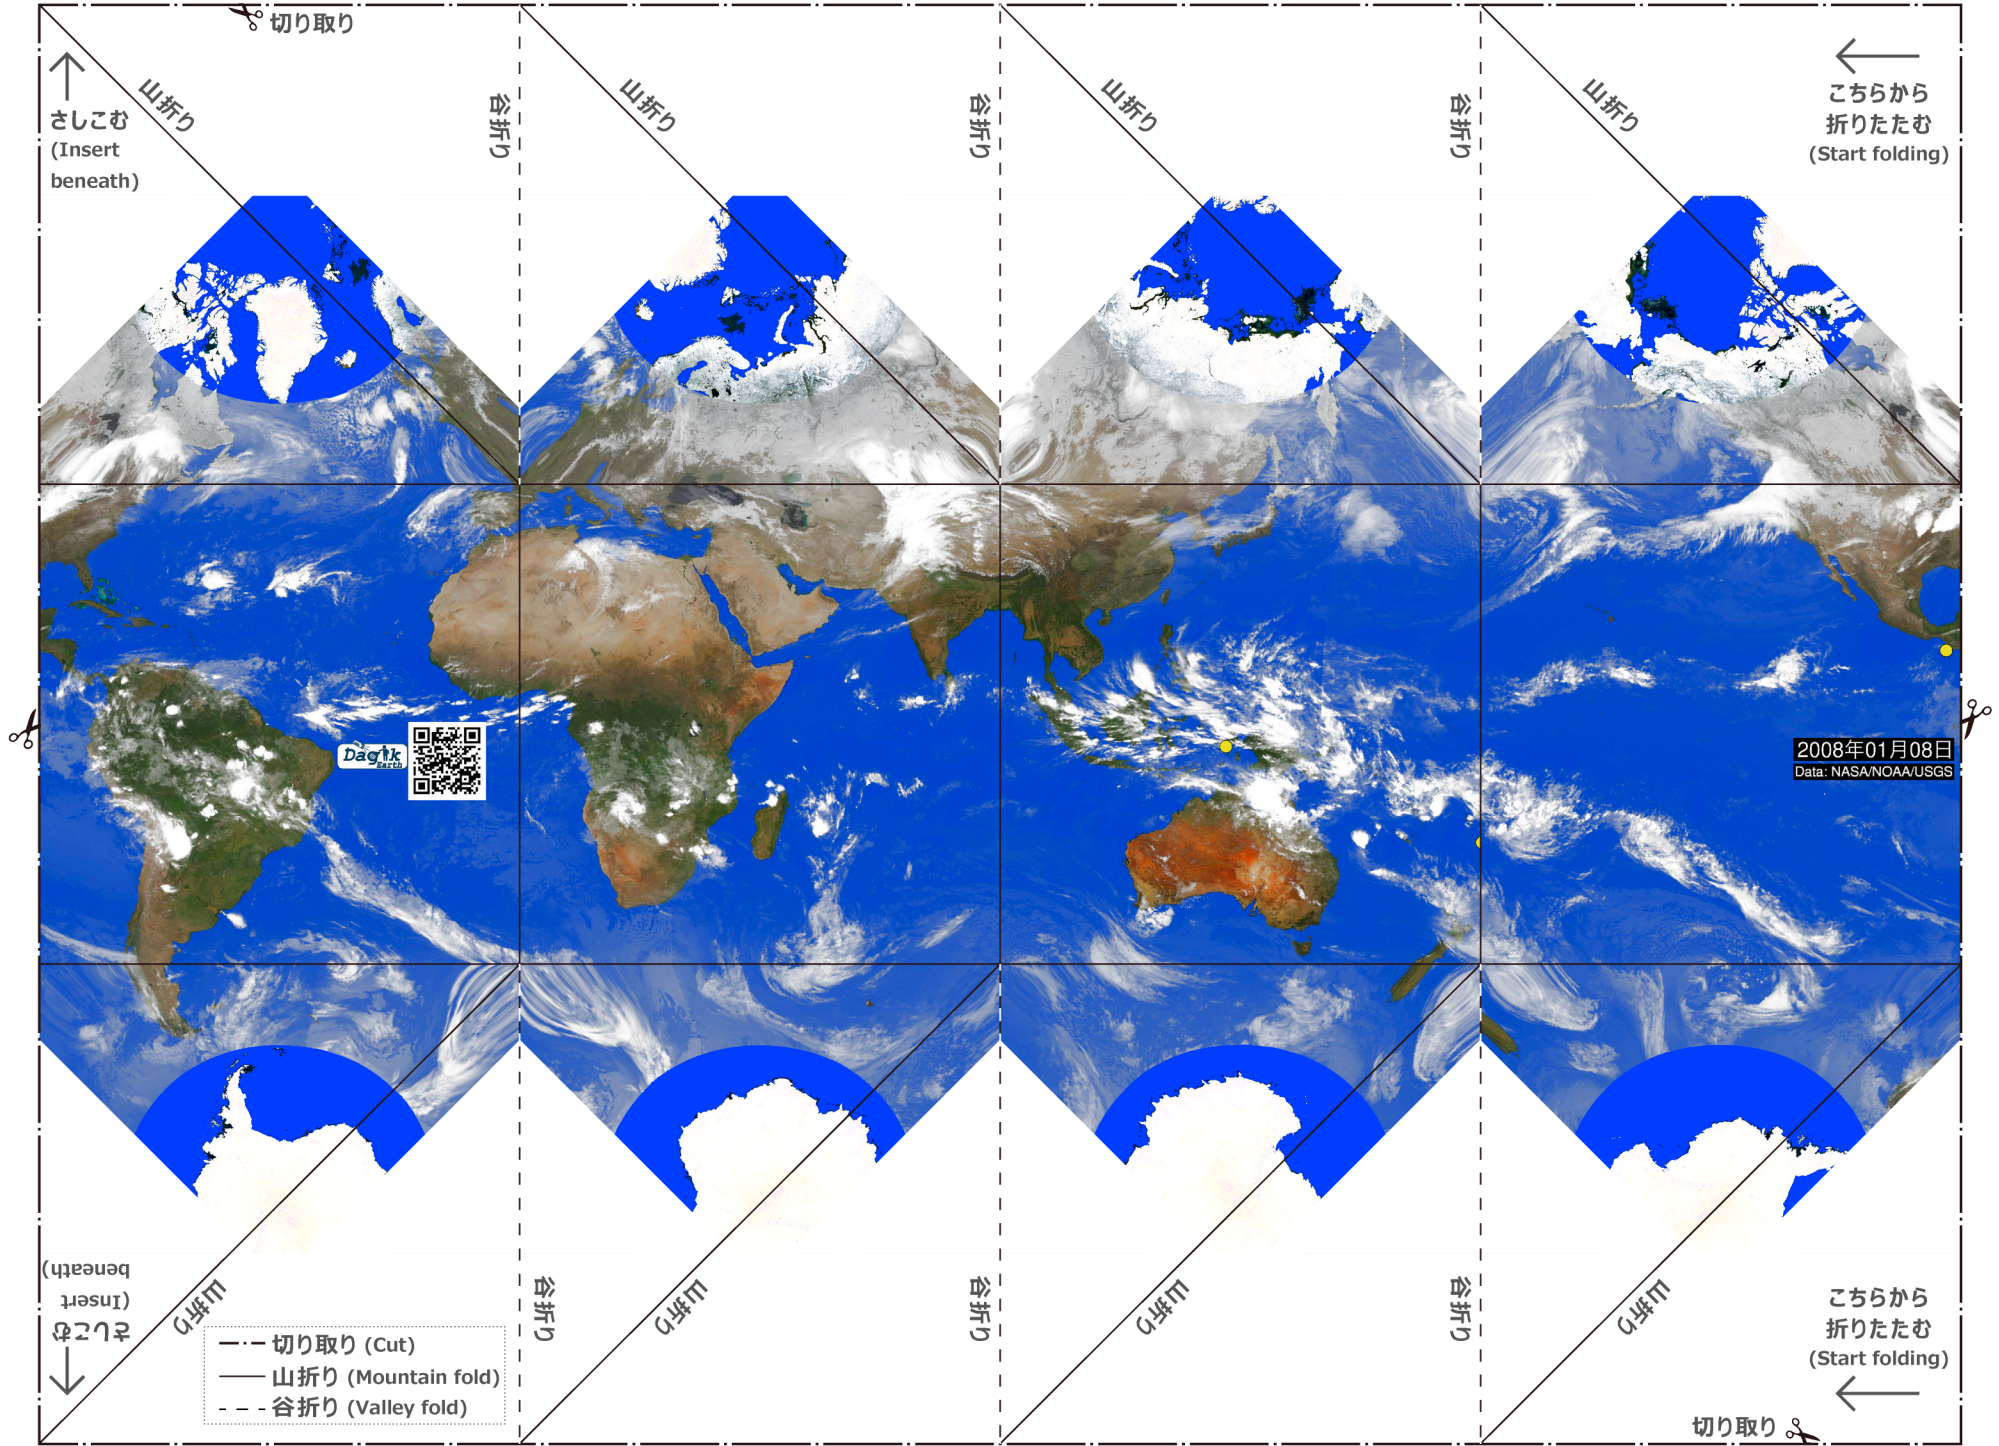 切り取り
さしこむ
(Insert
beneath)
山折り
谷折り
山折り
谷折り
山折り
谷折り
山折り
こちらから
折りたたむ
(Start folding)
Dagik
Earth
2008年01月08日
Data: NASA/NOAA/USGS
さしこむ
(Insert
beneath)
山折り
谷折り
山折り
谷折り
山折り
谷折り
山折り
こちらから
折りたたむ
(Start folding)
切り取り (Cut)
山折り (Mountain fold)
谷折り (Valley fold)
切り取り